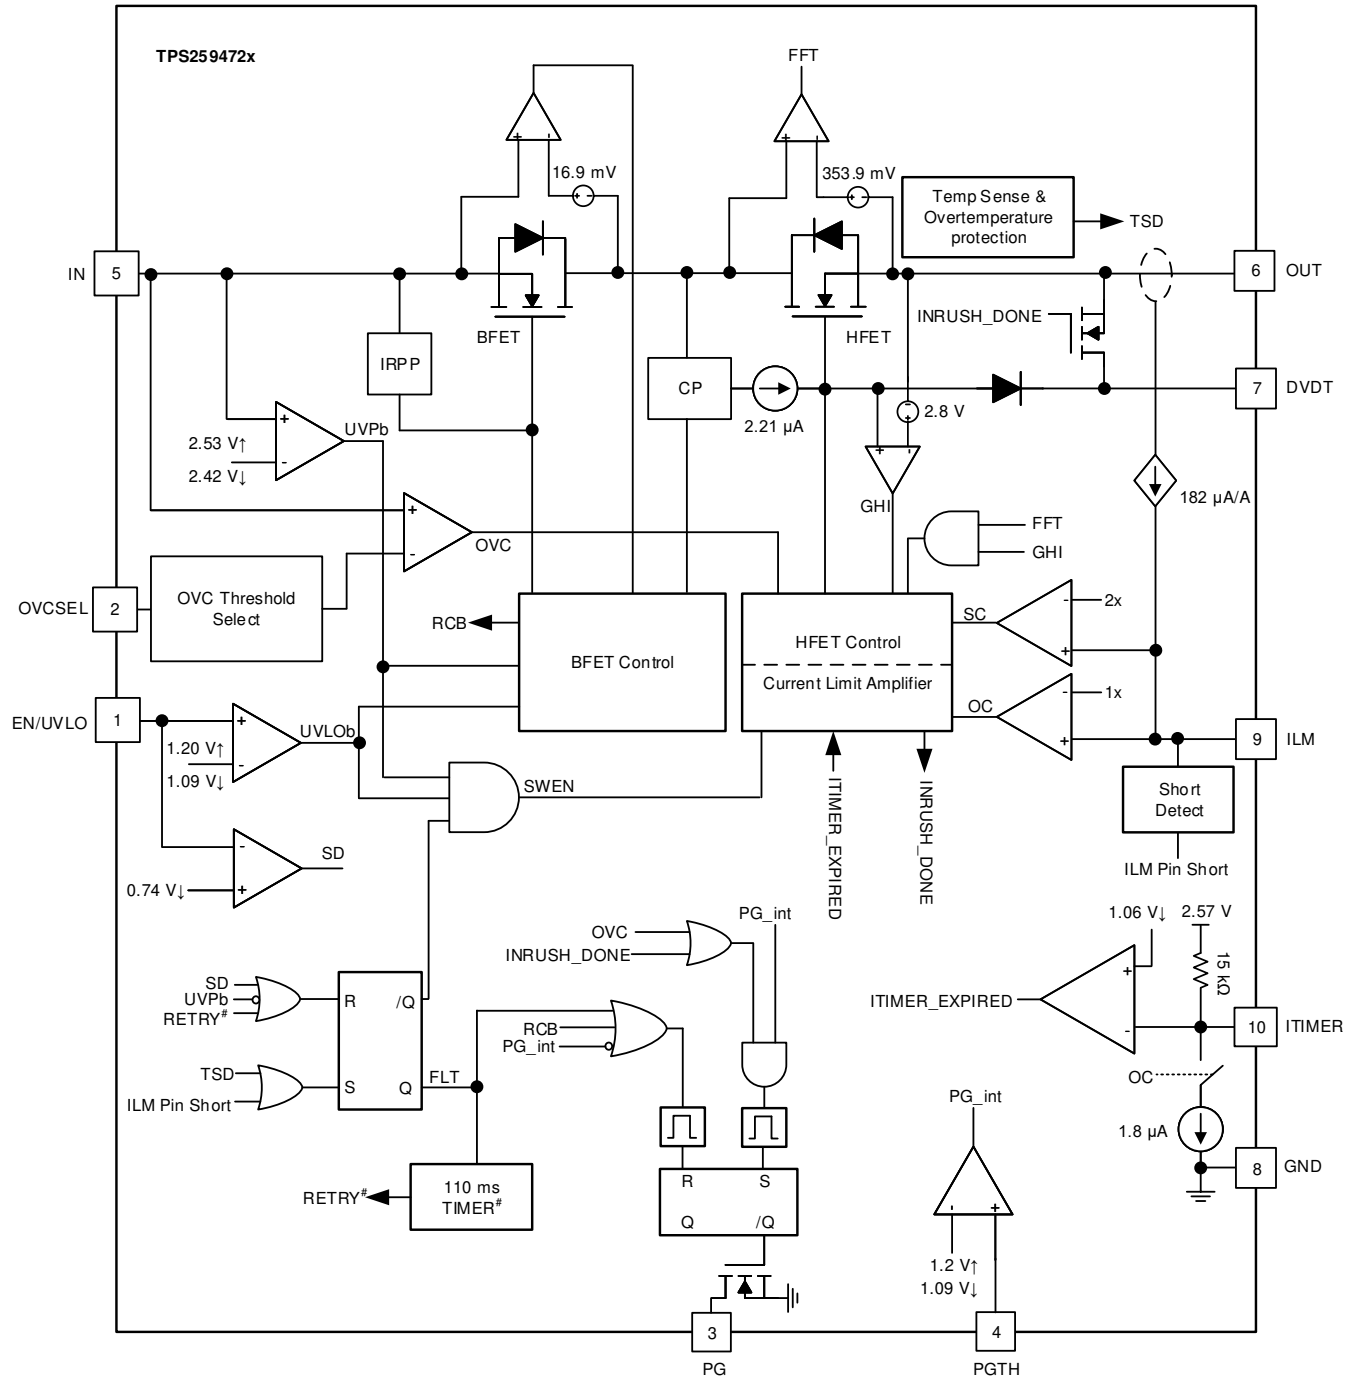 TPS259472x
FFT
16.9 mV
353.9 mV
Temp Sense &
Overtemperature
protection
TSD
IN
5
6
OUT
BFET
HFET
INRUSH_DONE
IRPP
CP
2.21 µA
2.8 V
7
DVDT
+
-
2.53 V↑
2.42 V↓
UVPb
GHI
182 µA/A
+
-
OVC
FFT
GHI
OVCSEL
2
OVC Threshold
Select
RCB
BFET Control
HFET Control
Current Limit Amplifier
SC
-
2x
+
OC
-
1x
+
EN/UVLO
1
+
-
1.20 V↑
1.09 V↓
UVLOb
9
ILM
SWEN
ITIMER_EXPIRED
INRUSH_DONE
Short
Detect
ILM Pin Short
-
+
0.74 V↓
SD
PG_int
OVC
INRUSH_DONE
1.06 V↓
2.57 V
15 kΩ
+
-
ITIMER_EXPIRED
10
ITIMER
SD
UVPb
RETRY#
R
/Q
TSD
ILM Pin Short
S
Q
FLT
RCB
PG_int
OC
1.8 µA
8
GND
PG_int
110 ms
TIMER#
RETRY#
R
S
Q
/Q
-
+
1.2 V↑
1.09 V↓
3
PG
4
PGTH